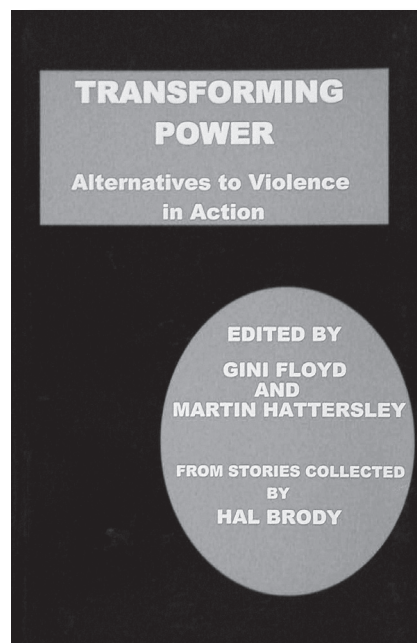 TRANSFORMING
POWER
Alternatives to Violence
in Action
EDITED BY
GINI FLOYD
AND
MARTIN HATTERSLEY
FROM STORIES COLLECTED
BY
HAL BRODY